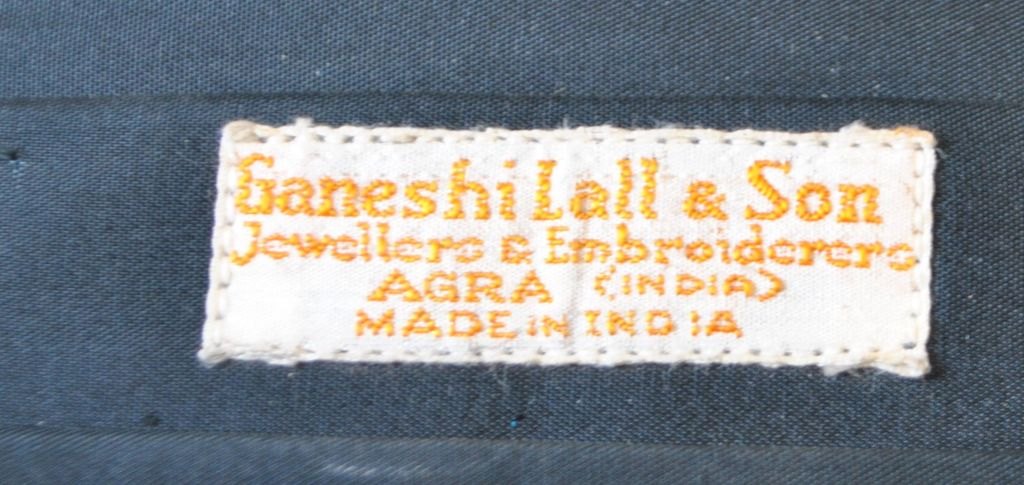 Ganeshi Lall & Son
Jewellers & Embroiderers
AGRA (INDIA)
MADE IN INDIA